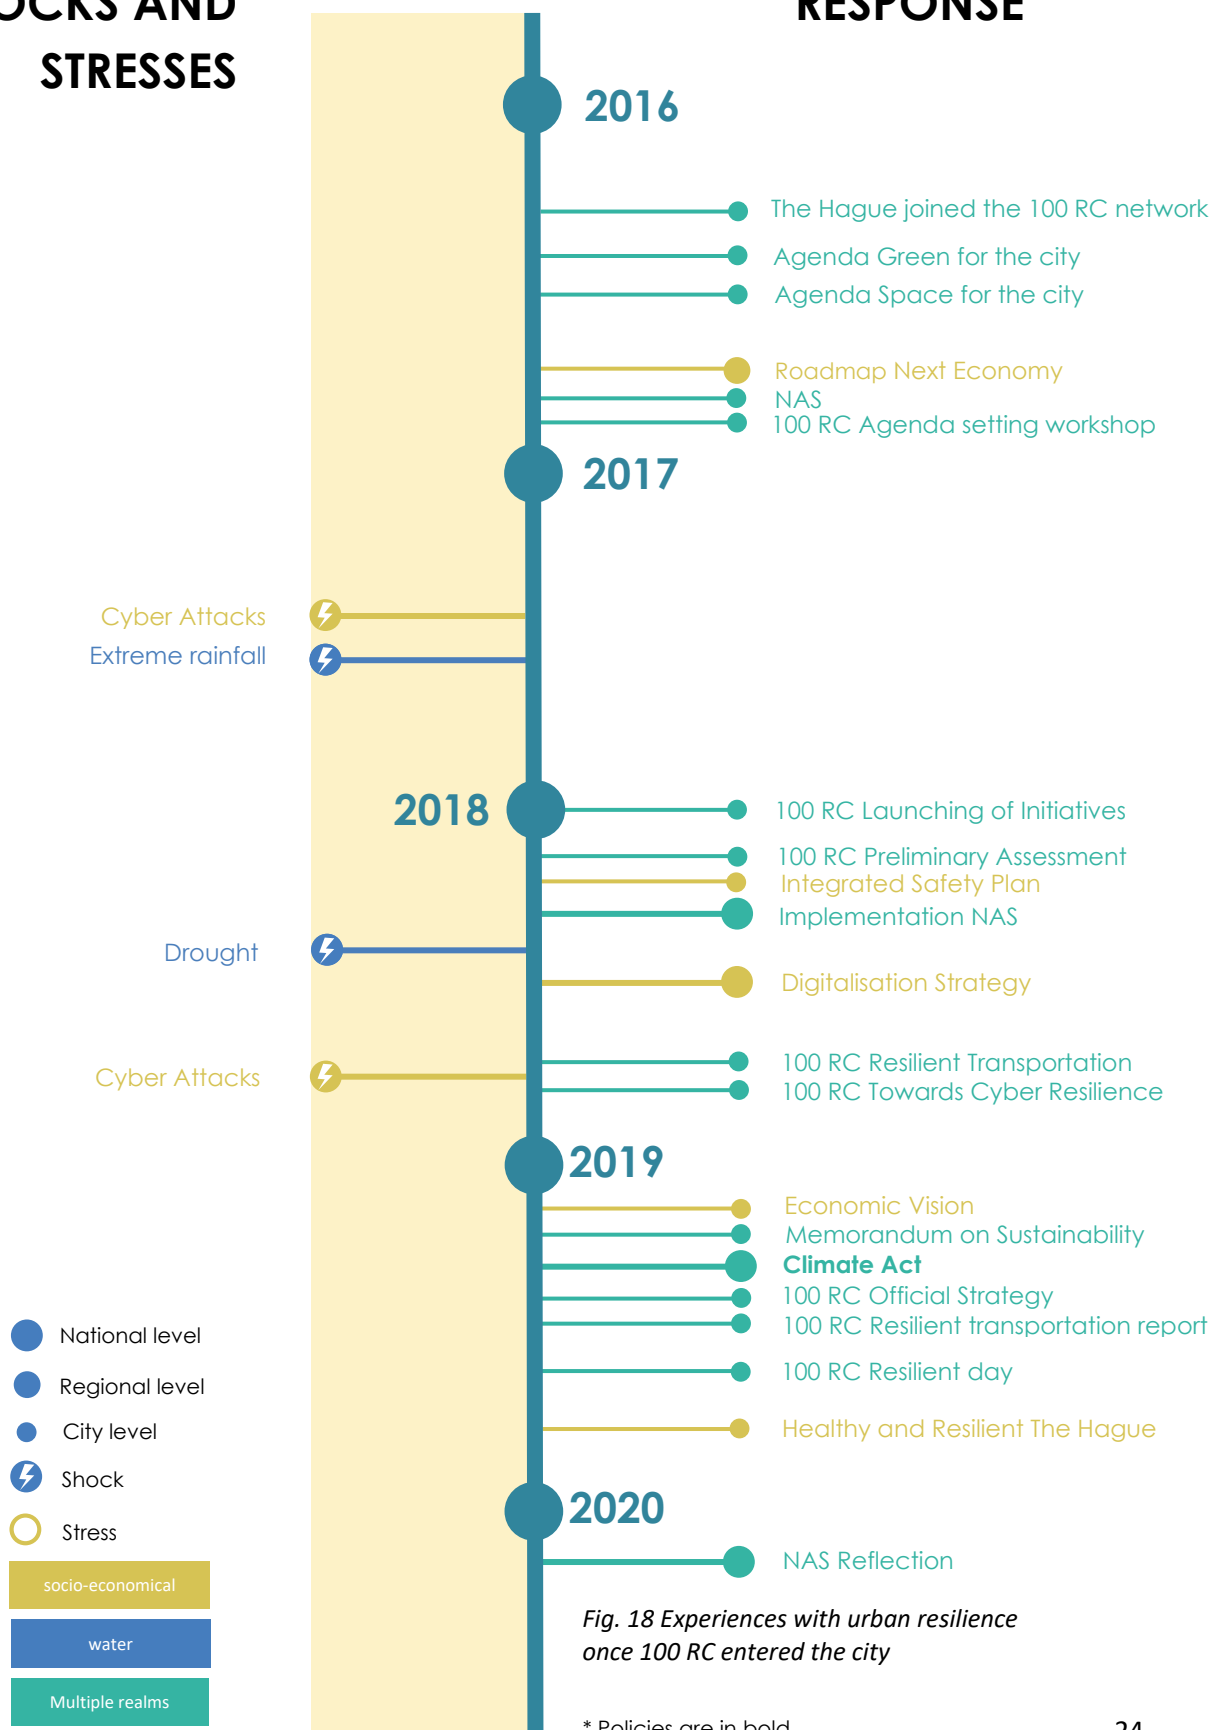 STRESSES
RESPONSE
2016
The Hague joined the 100 RC network
Agenda Green for the city
Agenda Space for the city
Roadmap Next Economy
NAS
100 RC Agenda setting workshop
2017
Cyber Attacks
Extreme rainfall
2018
100 RC Launching of Initiatives
100 RC Preliminary Assessment
Integrated Safety Plan
Implementation NAS
Drought
Digitalisation Strategy
Cyber Attacks
100 RC Resilient Transportation
100 RC Towards Cyber Resilience
2019
Economic Vision
Memorandum on Sustainability
Climate Act
100 RC Official Strategy
100 RC Resilient transportation report
100 RC Resilient day
Healthy and Resilient The Hague
2020
NAS Reflection
National level
Regional level
City level
Shock
Stress
socio-economical
water
Multiple realms
Fig. 18 Experiences with urban resilience
once 100 RC entered the city
* Policies are in bold
24